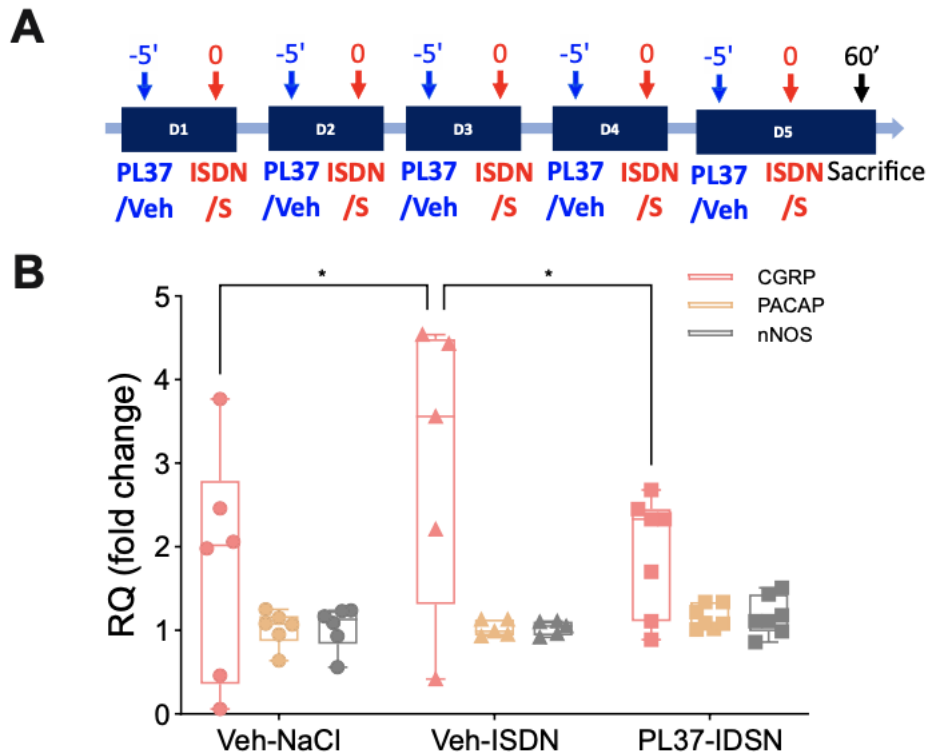 A
-5' 0 -5' 0 -5' 0 -5' 0 -5' 0 60’
D1 D2 D3 D4 D5
PL37 ISDN PL37 ISDN PL37 ISDN PL37 ISDN PL37 ISDN Sacrifice
/Veh /S /Veh /S /Veh /S /Veh /S /Veh /S
B
* *
CGRP
PACAP
nNOS
RQ (fold change)
5
4
3
2
1
0
Veh-NaCl Veh-ISDN PL37-IDSN